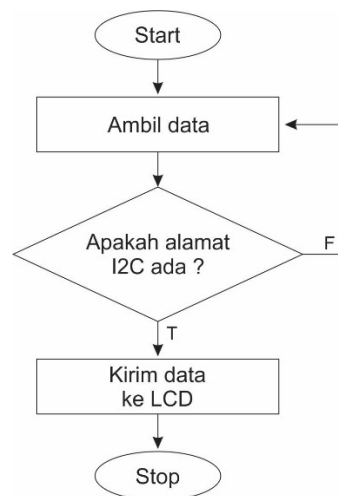 Start
Ambil data
Apakah alamat
I2C ada ?
F
T
Kirim data
ke LCD
Stop